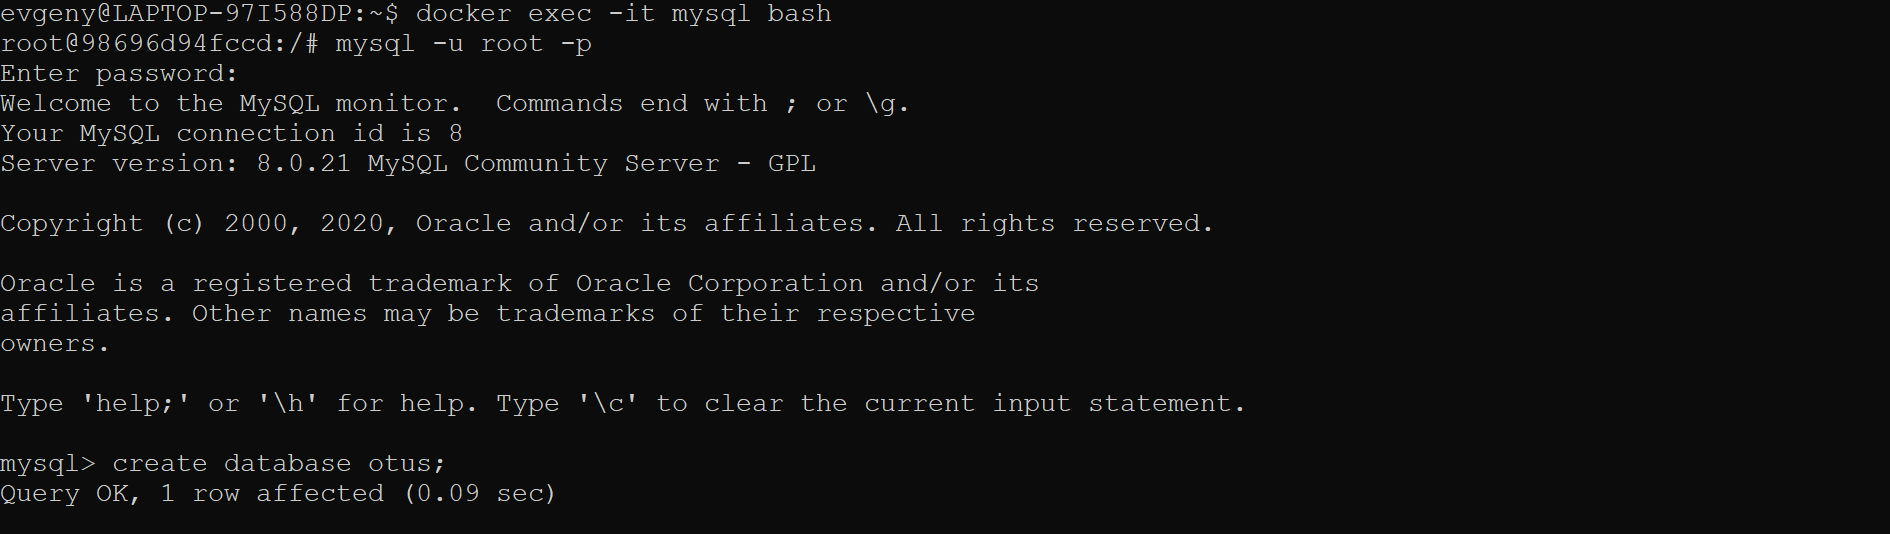 evgeny@LAPTOP-97I588DP:~$ docker exec -it mysql bash
root@98696d94fccd:/# mysql -u root -p
Enter password:
Welcome to the MySQL monitor.  Commands end with ; or \g.
Your MySQL connection id is 8
Server version: 8.0.21 MySQL Community Server - GPL

Copyright (c) 2000, 2020, Oracle and/or its affiliates. All rights reserved.

Oracle is a registered trademark of Oracle Corporation and/or its
affiliates. Other names may be trademarks of their respective
owners.

Type 'help;' or '\h' for help. Type '\c' to clear the current input statement.

mysql> create database otus;
Query OK, 1 row affected (0.09 sec)